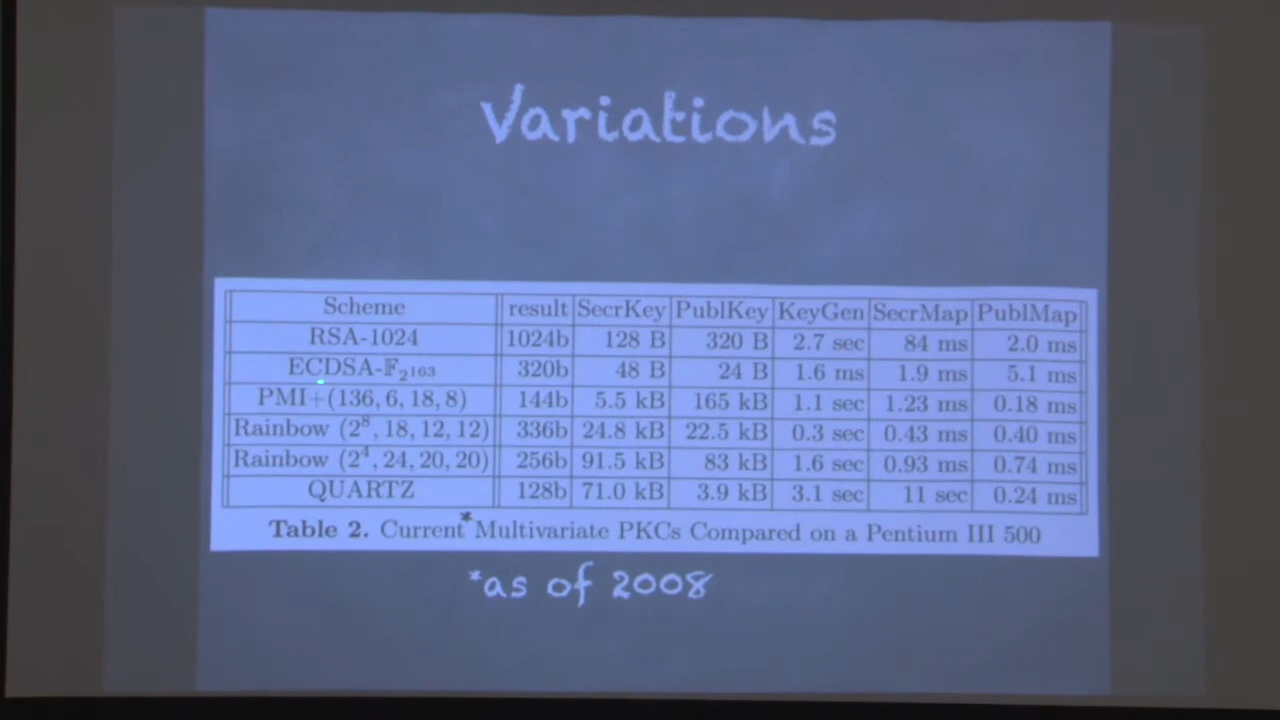 Variations
Scheme result SecrKey PublKey KeyGen SecrMap PublMap
RSA-1024 1024b 128 B 320 B 2.7 sec 84 ms 2.0 ms
ECDSA-𝔽₂163 320b 48 B 24 B 1.6 ms 1.9 ms 5.1 ms
PMI+(136, 6, 18, 8) 144b 5.5 kB 165 kB 1.1 sec 1.23 ms 0.18 ms
Rainbow (2⁸, 18, 12, 12) 336b 24.8 kB 22.5 kB 0.3 sec 0.43 ms 0.40 ms
Rainbow (2⁴, 24, 20, 20) 256b 91.5 kB 83 kB 1.6 sec 0.93 ms 0.74 ms
QUARTZ 128b 71.0 kB 3.9 kB 3.1 sec 11 sec 0.24 ms
Table 2. Current* Multivariate PKCs Compared on a Pentium III 500
*as of 2008